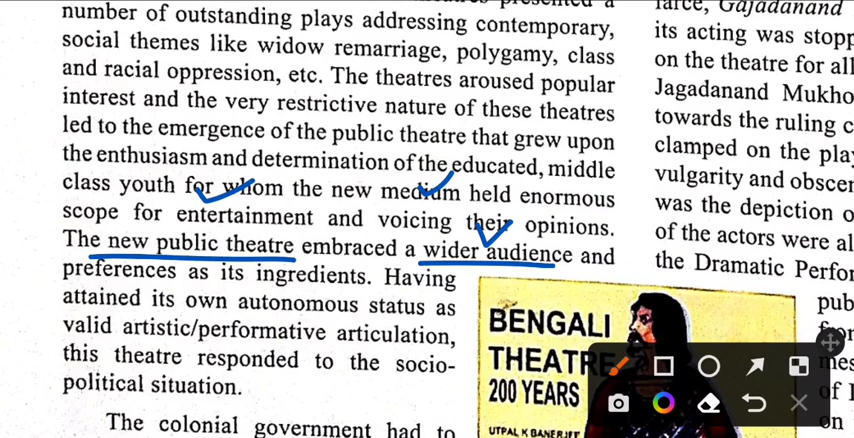 number of outstanding plays addressing contemporary,
social themes like widow remarriage, polygamy, class
and racial oppression, etc. The theatres aroused popular
interest and the very restrictive nature of these theatres
led to the emergence of the public theatre that grew upon
the enthusiasm and determination of the educated, middle
class youth for whom the new medium held enormous
scope for entertainment and voicing their opinions.
The new public theatre embraced a wider audience and
preferences as its ingredients. Having
attained its own autonomous status as
valid artistic/performative articulation,
this theatre responded to the socio-
political situation.
The colonial government had to
Gajadanand
its acting was
on the theatre for all
Jagadanand
towards the ruling
clamped on the
vulgarity and
was the depiction
of the actors were
the Dramatic
BENGALI
THEATRE
200 YEARS
UTPAL K BANERJEE